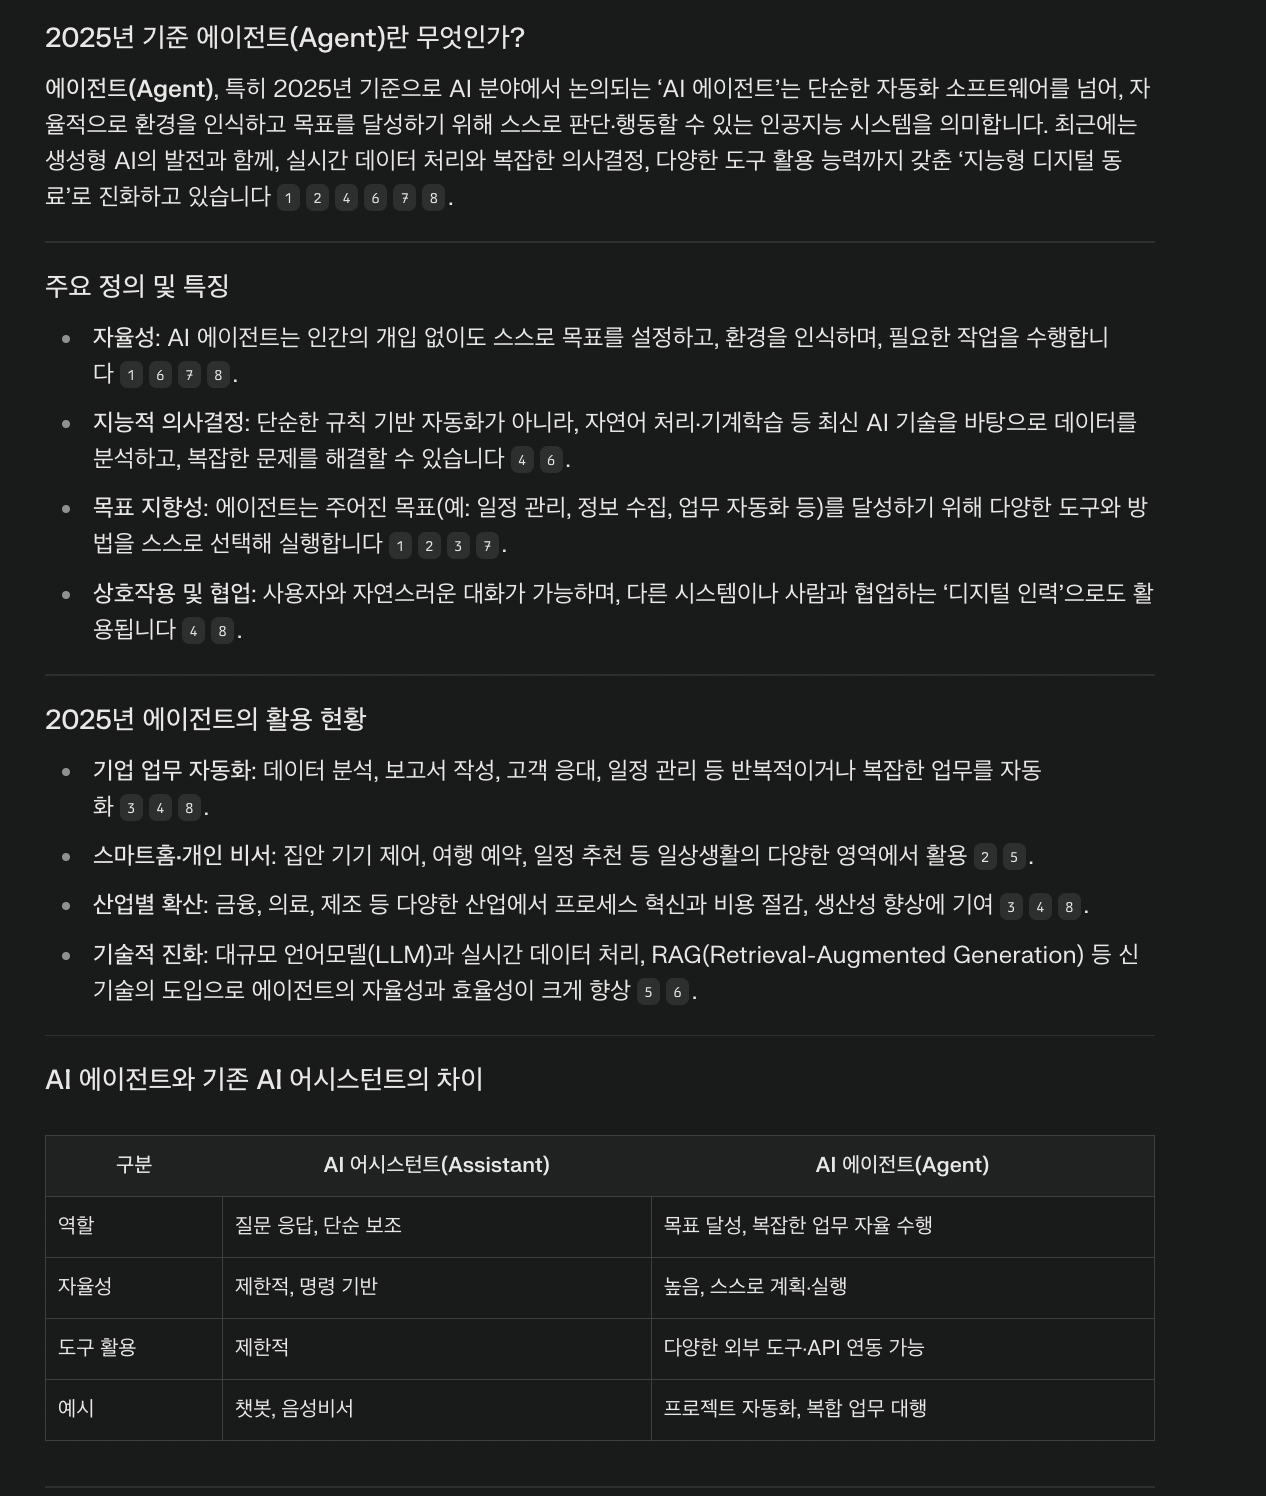 2025년 기준 에이전트(Agent)란 무엇인가?
에이전트(Agent), 특히 2025년 기준으로 AI 분야에서 논의되는 ‘AI 에이전트’는 단순한 자동화 소프트웨어를 넘어, 자
율적으로 환경을 인식하고 목표를 달성하기 위해 스스로 판단·행동할 수 있는 인공지능 시스템을 의미합니다. 최근에는
생성형 AI의 발전과 함께, 실시간 데이터 처리와 복잡한 의사결정, 다양한 도구 활용 능력까지 갖춘 ‘지능형 디지털 동
료’로 진화하고 있습니다 1 2 4 6 7 8 .
주요 정의 및 특징
• 자율성: AI 에이전트는 인간의 개입 없이도 스스로 목표를 설정하고, 환경을 인식하며, 필요한 작업을 수행합니
다 1 6 7 8 .
• 지능적 의사결정: 단순한 규칙 기반 자동화가 아니라, 자연어 처리·기계학습 등 최신 AI 기술을 바탕으로 데이터를
분석하고, 복잡한 문제를 해결할 수 있습니다 4 6 .
• 목표 지향성: 에이전트는 주어진 목표(예: 일정 관리, 정보 수집, 업무 자동화 등)를 달성하기 위해 다양한 도구와 방
법을 스스로 선택해 실행합니다 1 2 3 7 .
• 상호작용 및 협업: 사용자와 자연스러운 대화가 가능하며, 다른 시스템이나 사람과 협업하는 ‘디지털 인력’으로도 활
용됩니다 4 8 .
2025년 에이전트의 활용 현황
• 기업 업무 자동화: 데이터 분석, 보고서 작성, 고객 응대, 일정 관리 등 반복적이거나 복잡한 업무를 자동
화 3 4 8 .
• 스마트홈·개인 비서: 집안 기기 제어, 여행 예약, 일정 추천 등 일상생활의 다양한 영역에서 활용 2 5 .
• 산업별 확산: 금융, 의료, 제조 등 다양한 산업에서 프로세스 혁신과 비용 절감, 생산성 향상에 기여 3 4 8 .
• 기술적 진화: 대규모 언어모델(LLM)과 실시간 데이터 처리, RAG(Retrieval-Augmented Generation) 등 신
기술의 도입으로 에이전트의 자율성과 효율성이 크게 향상 5 6 .
AI 에이전트와 기존 AI 어시스턴트의 차이
구분 AI 어시스턴트(Assistant) AI 에이전트(Agent)
역할 질문 응답, 단순 보조 목표 달성, 복잡한 업무 자율 수행
자율성 제한적, 명령 기반 높음, 스스로 계획·실행
도구 활용 제한적 다양한 외부 도구·API 연동 가능
예시 챗봇, 음성비서 프로젝트 자동화, 복합 업무 대행